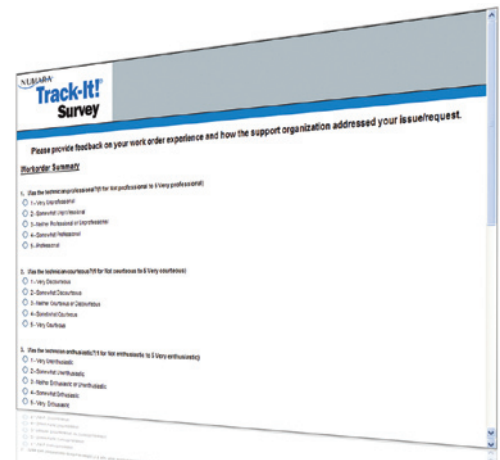 NUMARA
Track-It!®
Survey
Please provide feedback on your work order experience and how the support organization addressed your issue/request.
Workorder Summary
1. Was the technician professional? (1 for Not professional to 5 Very professional)
1 - Very Unprofessional
2 - Somewhat Unprofessional
3 - Neither Professional or Unprofessional
4 - Somewhat Professional
5 - Professional
2. Was the technician courteous? (1 for Not courteous to 5 Very courteous)
1 - Very Discourteous
2 - Somewhat Discourteous
3 - Neither Courteous or Discourteous
4 - Somewhat Courteous
5 - Very Courteous
3. Was the technician enthusiastic? (1 for Not enthusiastic to 5 Very enthusiastic)
1 - Very Unenthusiastic
2 - Somewhat Unenthusiastic
3 - Neither Enthusiastic or Unenthusiastic
4 - Somewhat Enthusiastic
5 - Very Enthusiastic